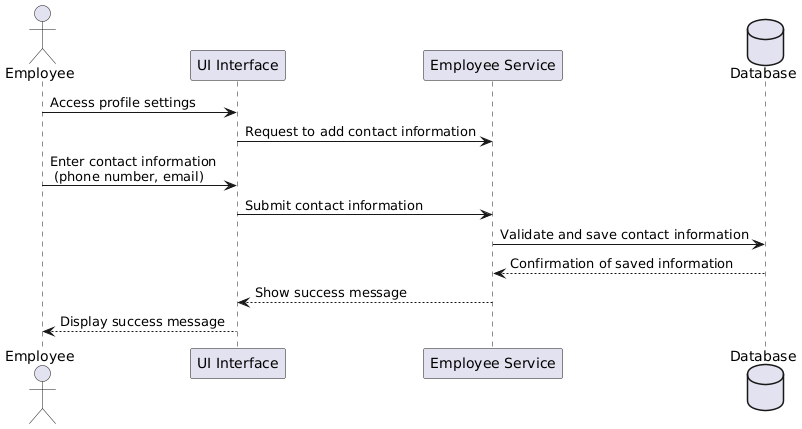 Employee
UI Interface
Employee Service
Database
Access profile settings
Request to add contact information
Enter contact information
(phone number, email)
Submit contact information
Validate and save contact information
Confirmation of saved information
Show success message
Display success message
Employee
UI Interface
Employee Service
Database